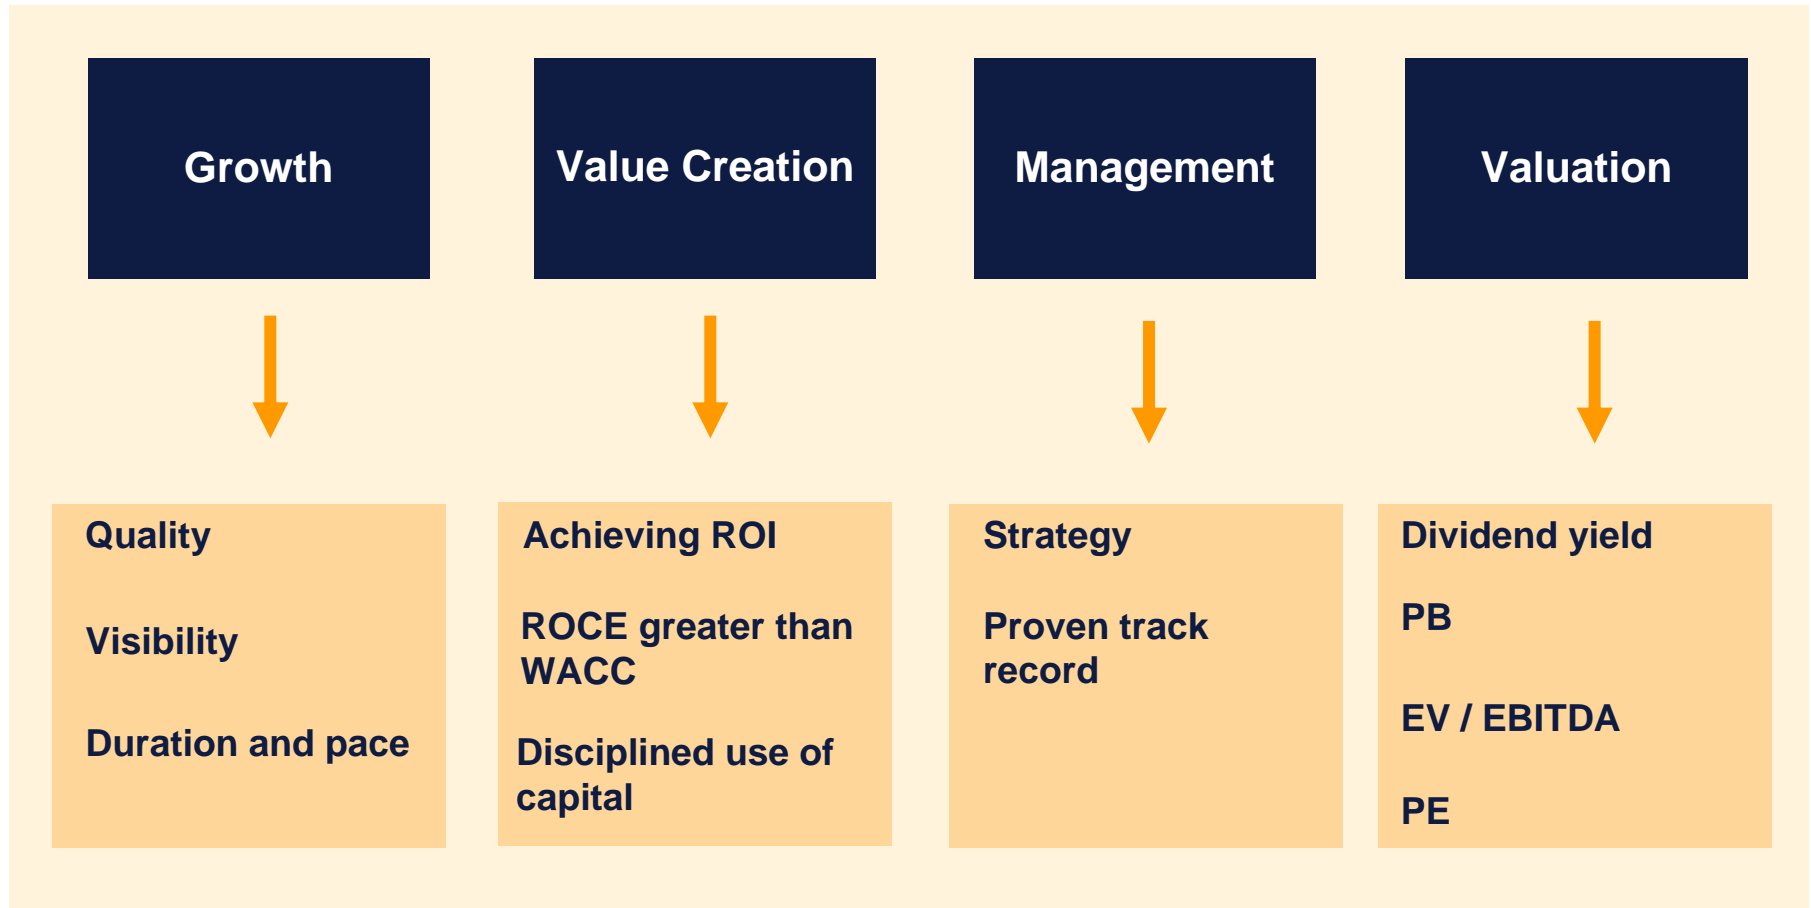 Growth
Value Creation
Management
Valuation
Quality
Visibility
Duration and pace
Achieving ROI
ROCE greater than
WACC
Disciplined use of
capital
Strategy
Proven track
record
Dividend yield
PB
EV / EBITDA
PE